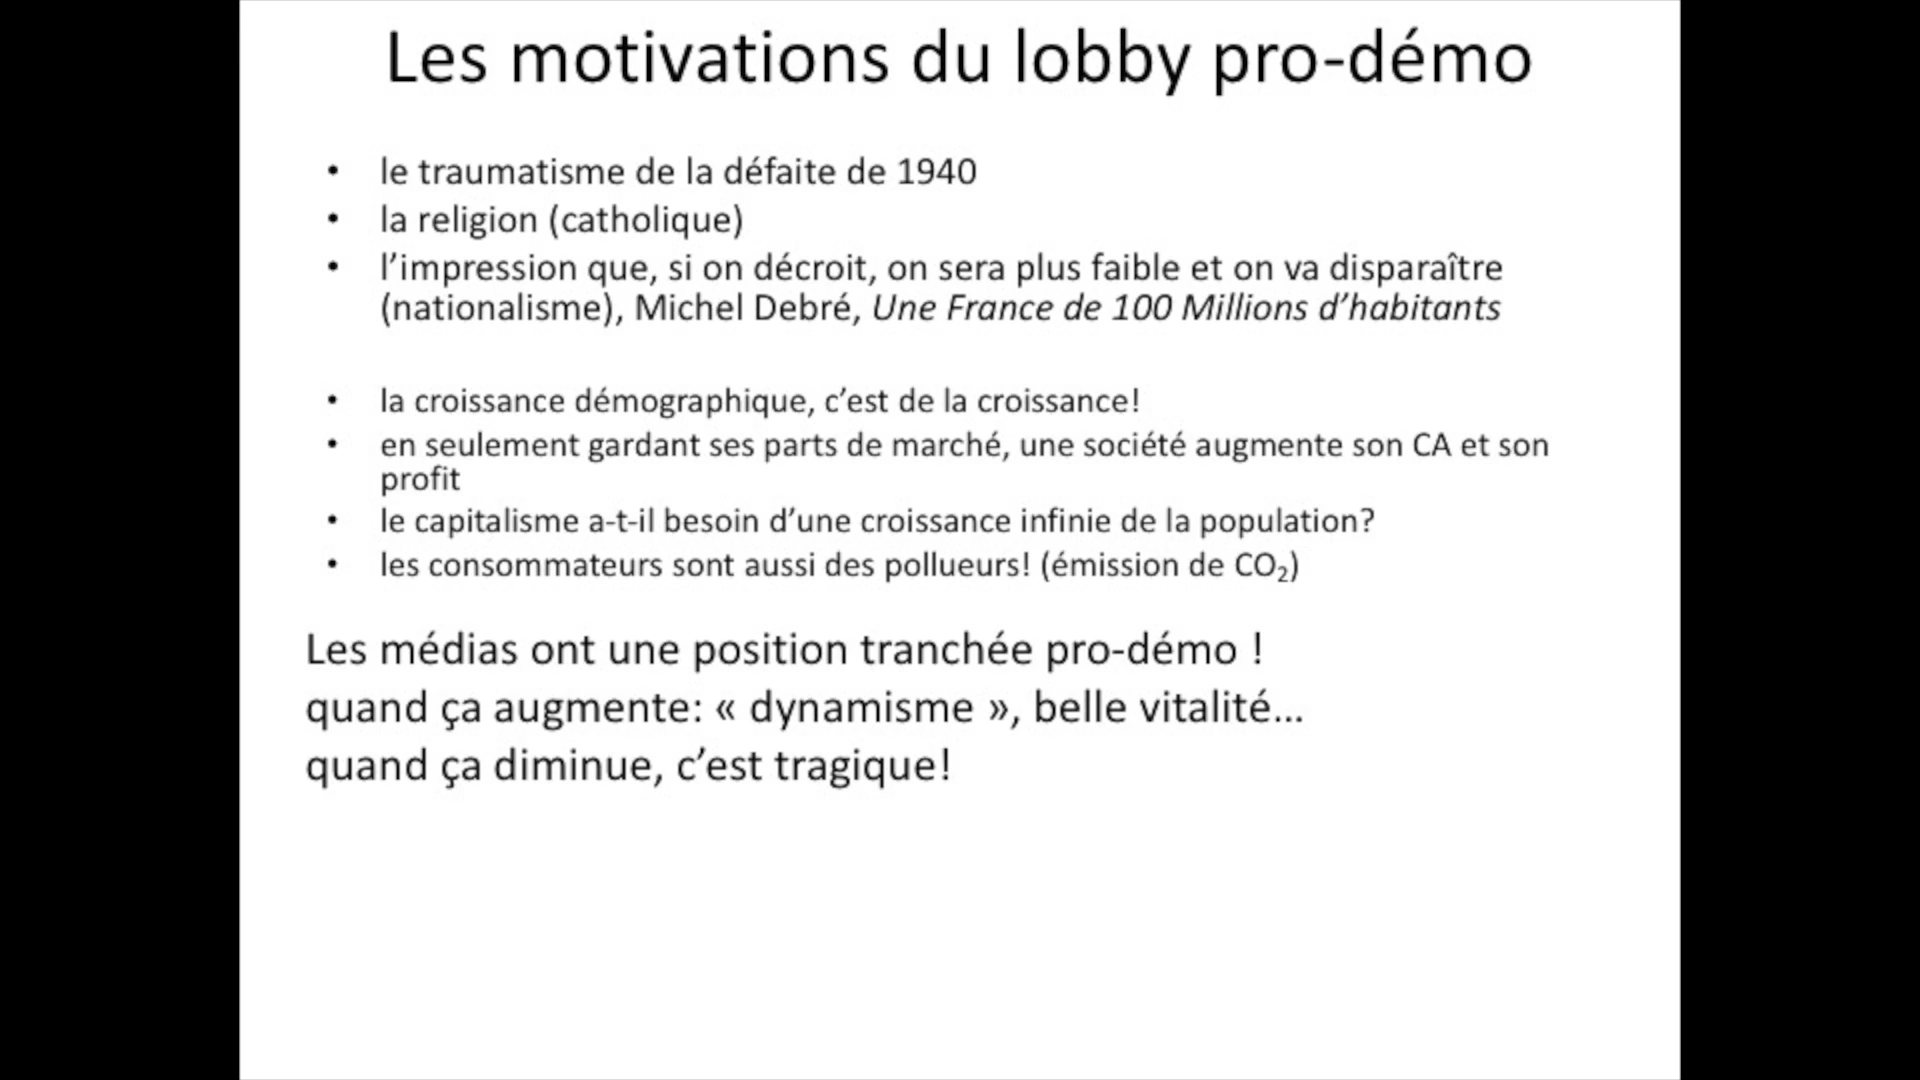 Les motivations du lobby pro-démo
• le traumatisme de la défaite de 1940
• la religion (catholique)
• l’impression que, si on décroit, on sera plus faible et on va disparaître
(nationalisme), Michel Debré, Une France de 100 Millions d’habitants
• la croissance démographique, c’est de la croissance!
• en seulement gardant ses parts de marché, une société augmente son CA et son
profit
• le capitalisme a-t-il besoin d’une croissance infinie de la population?
• les consommateurs sont aussi des pollueurs! (émission de CO₂)
Les médias ont une position tranchée pro-démo !
quand ça augmente: « dynamisme », belle vitalité...
quand ça diminue, c’est tragique!